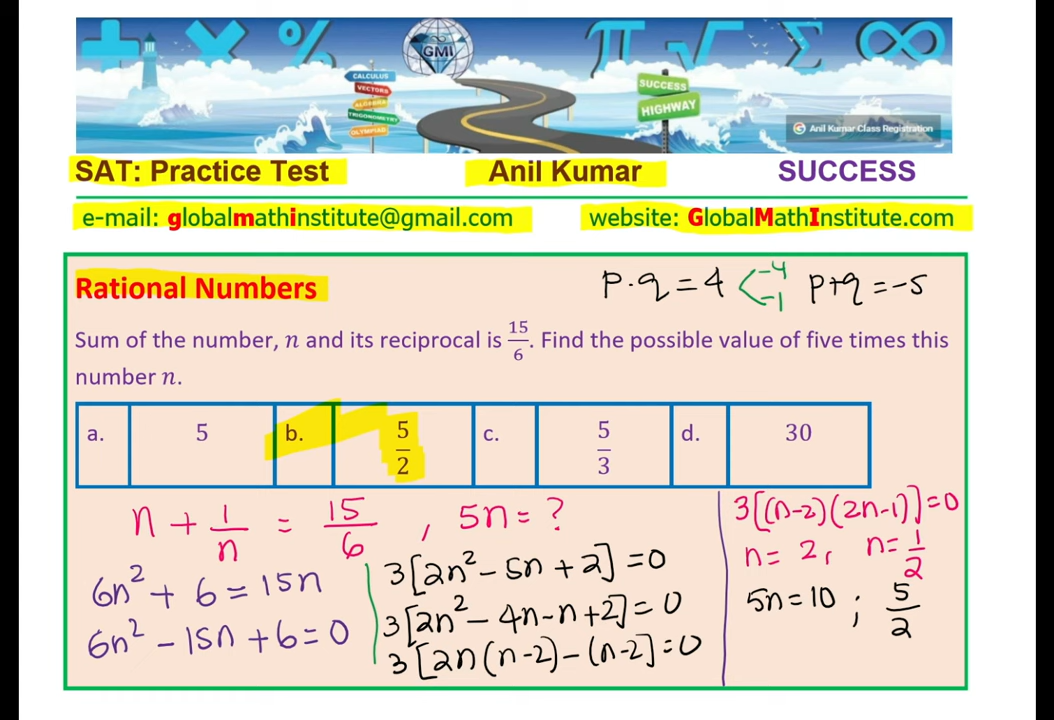 GMI
CALCULUS
VECTORS
ALGEBRA
TRIGONOMETRY
OLYMPIAD
SUCCESS
HIGHWAY
Anil Kumar Class Registration
SAT: Practice Test Anil Kumar SUCCESS
e-mail: globalmathinstitute@gmail.com website: GlobalMathInstitute.com
Rational Numbers p·q = 4 < -4 -1 p+q = -5
Sum of the number, n and its reciprocal is 15/6. Find the possible value of five times this
number n.
a. 5 b. 5/2 c. 5/3 d. 30
n + 1/n = 15/6 , 5n = ?
6n² + 6 = 15n
6n² - 15n + 6 = 0
3[2n² - 5n + 2] = 0
3[2n² - 4n - n + 2] = 0
3[2n(n-2) - (n-2] = 0
3[(n-2)(2n-1)] = 0
n = 2, n = 1/2
5n = 10 ; 5/2